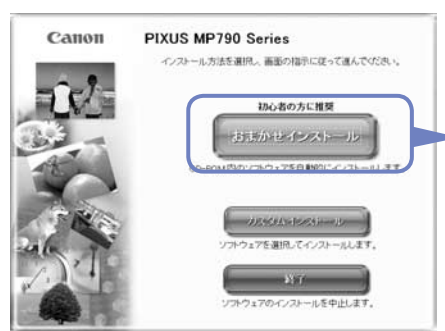 Canon
PIXUS MP790 Series
インストール方法を選択し、画面の指示に従って進んでください。
初心者の方に推奨
おまかせインストール
CD-ROM内のソフトウェアを自動的にインストールします
カスタムインストール
ソフトウェアを選択してインストールします。
終了
ソフトウェアのインストールを中止します。